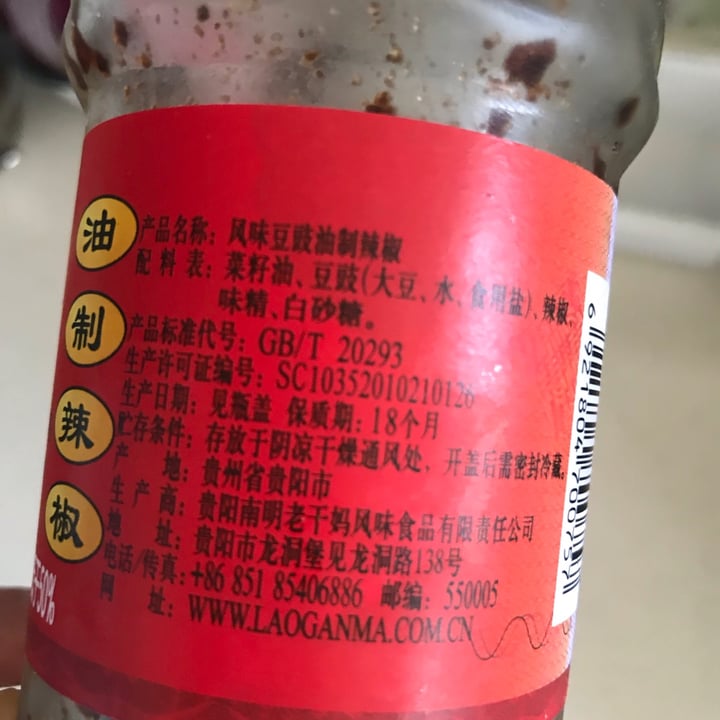 油制辣椒
产品名称：风味豆豉油制辣椒
配料表：菜籽油、豆豉(大豆、水、食用盐)、辣椒、
味精、白砂糖。
产品标准代号：GB/T 20293
生产许可证编号：SC10352010210126
生产日期：见瓶盖 保质期：18个月
贮存条件：存放于阴凉干燥通风处，开盖后需密封冷藏。
产地：贵州省贵阳市
生产商：贵阳南明老干妈风味食品有限责任公司
地址：贵阳市龙洞堡见龙洞路138号
电话/传真：+86 851 85406886 邮编：550005
网址：WWW.LAOGANMA.COM.CN
50%
6 921804 700757